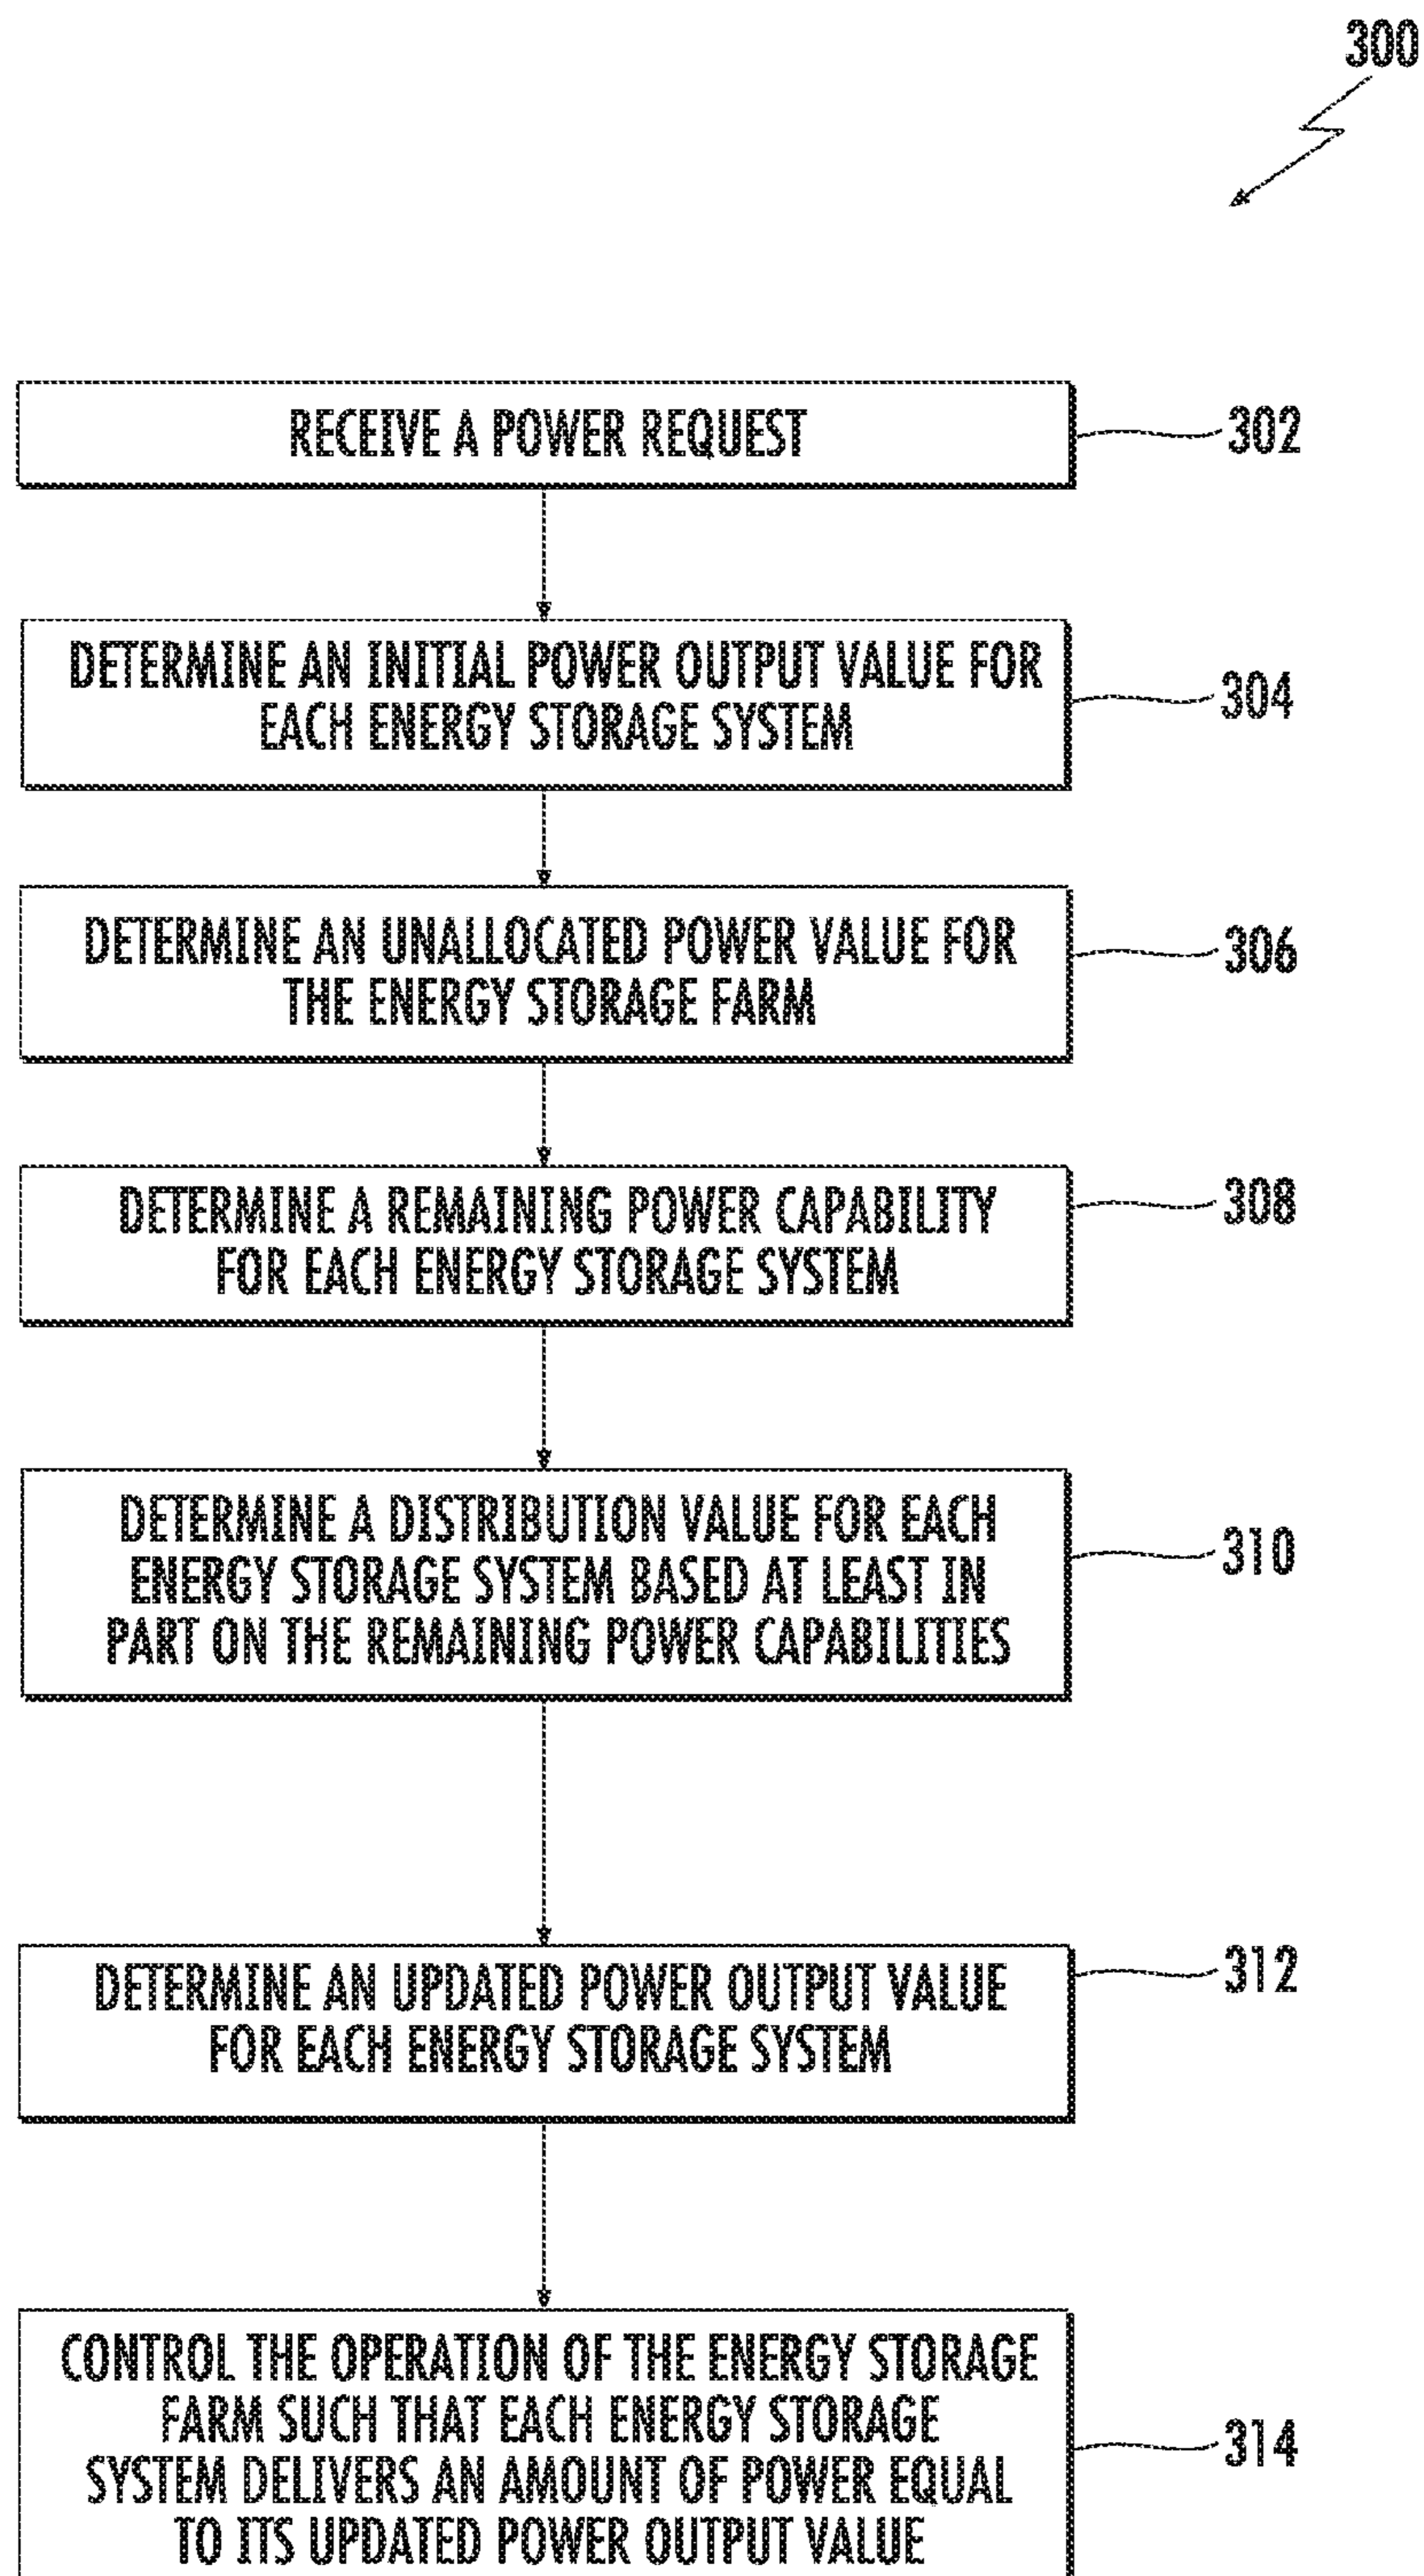 300
RECEIVE A POWER REQUEST
302
DETERMINE AN INITIAL POWER OUTPUT VALUE FOR
EACH ENERGY STORAGE SYSTEM
304
DETERMINE AN UNALLOCATED POWER VALUE FOR
THE ENERGY STORAGE FARM
306
DETERMINE A REMAINING POWER CAPABILITY
FOR EACH ENERGY STORAGE SYSTEM
308
DETERMINE A DISTRIBUTION VALUE FOR EACH
ENERGY STORAGE SYSTEM BASED AT LEAST IN
PART ON THE REMAINING POWER CAPABILITIES
310
DETERMINE AN UPDATED POWER OUTPUT VALUE
FOR EACH ENERGY STORAGE SYSTEM
312
CONTROL THE OPERATION OF THE ENERGY STORAGE
FARM SUCH THAT EACH ENERGY STORAGE
SYSTEM DELIVERS AN AMOUNT OF POWER EQUAL
TO ITS UPDATED POWER OUTPUT VALUE
314